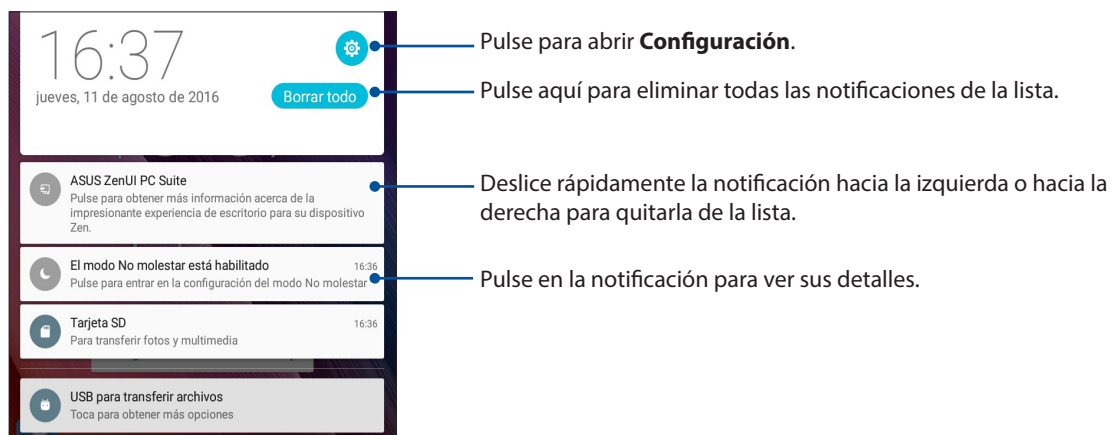 16:37
jueves, 11 de agosto de 2016
Borrar todo
ASUS ZenUI PC Suite
Pulse para obtener más información acerca de la
impresionante experiencia de escritorio para su dispositivo
Zen.
El modo No molestar está habilitado 16:36
Pulse para entrar en la configuración del modo No molestar
Tarjeta SD 16:36
Para transferir fotos y multimedia
USB para transferir archivos
Toca para obtener más opciones
Pulse para abrir Configuración.
Pulse aquí para eliminar todas las notificaciones de la lista.
Deslice rápidamente la notificación hacia la izquierda o hacia la
derecha para quitarla de la lista.
Pulse en la notificación para ver sus detalles.